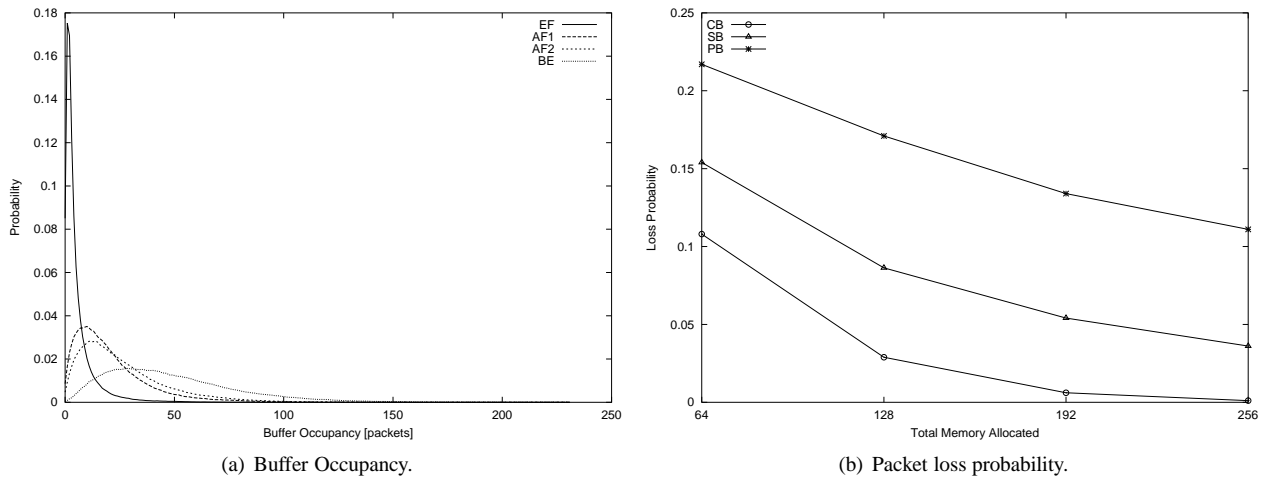 0.18
0.16
0.14
0.12
0.1
0.08
0.06
0.04
0.02
0
0 50 100 150 200 250
Probability
Buffer Occupancy [packets]
EF
AF1
AF2
BE
(a) Buffer Occupancy.
0.25
0.2
0.15
0.1
0.05
0
64 128 192 256
Loss Probability
Total Memory Allocated
CB
SB
PB
(b) Packet loss probability.